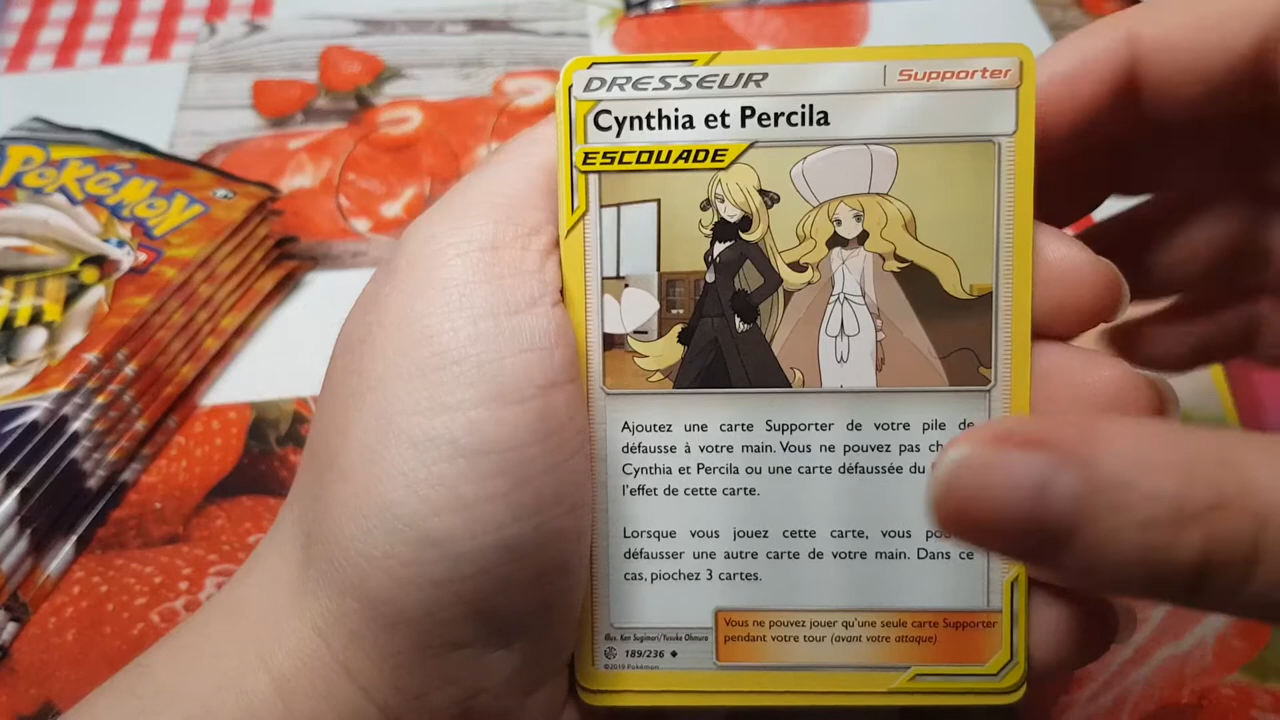 POKÉMON
DRESSEUR
Supporter
Cynthia et Percila
ESCOUADE
Ajoutez une carte Supporter de votre pile de
défausse à votre main. Vous ne pouvez pas
Cynthia et Percila ou une carte défaussée du
l'effet de cette carte.
Lorsque vous jouez cette carte, vous
défausser une autre carte de votre main. Dans ce
cas, piochez 3 cartes.
Vous ne pouvez jouer qu'une seule carte Supporter
pendant votre tour (avant votre attaque)
Illus. Ken Sugimori/Yusuke Ohmura
189/236
©2019 Pokémon